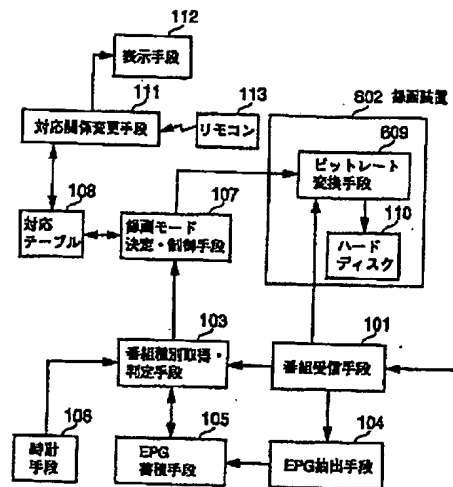 112
表示手段
111
対応関係変更手段
113
リモコン
602 録画装置
609
ビットレート
変換手段
110
ハード
ディスク
108
対応
テーブル
107
録画モード
決定・制御手段
103
番組種別取得・
判定手段
101
番組受信手段
106
時計
手段
105
EPG
蓄積手段
104
EPG抽出手段